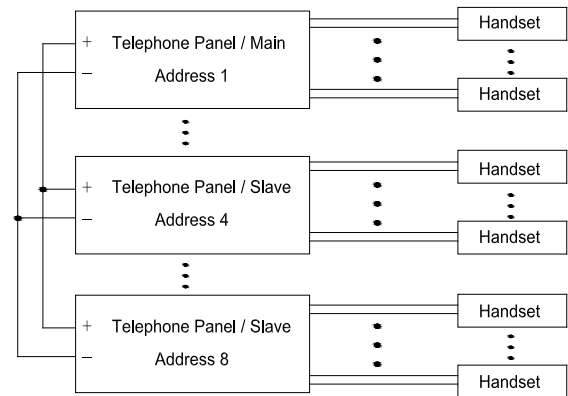 Handset
+ Telephone Panel / Main
− Address 1
Handset
Handset
+ Telephone Panel / Slave
− Address 4
Handset
Handset
+ Telephone Panel / Slave
− Address 8
Handset